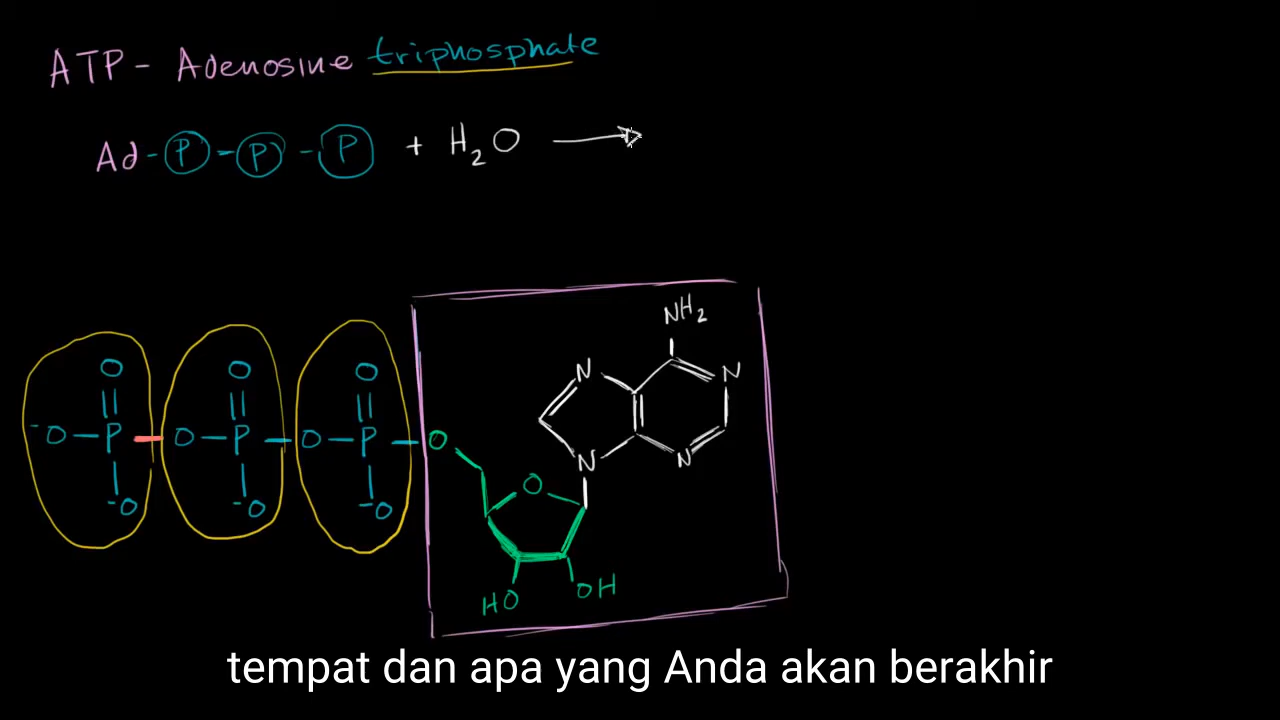 ATP - Adenosine triphosphate
Ad - P - P - P + H2O →
NH2
N N
O O O
-O - P - O - P - O - P - O
N N
O
-O -O -O
HO OH
tempat dan apa yang Anda akan berakhir